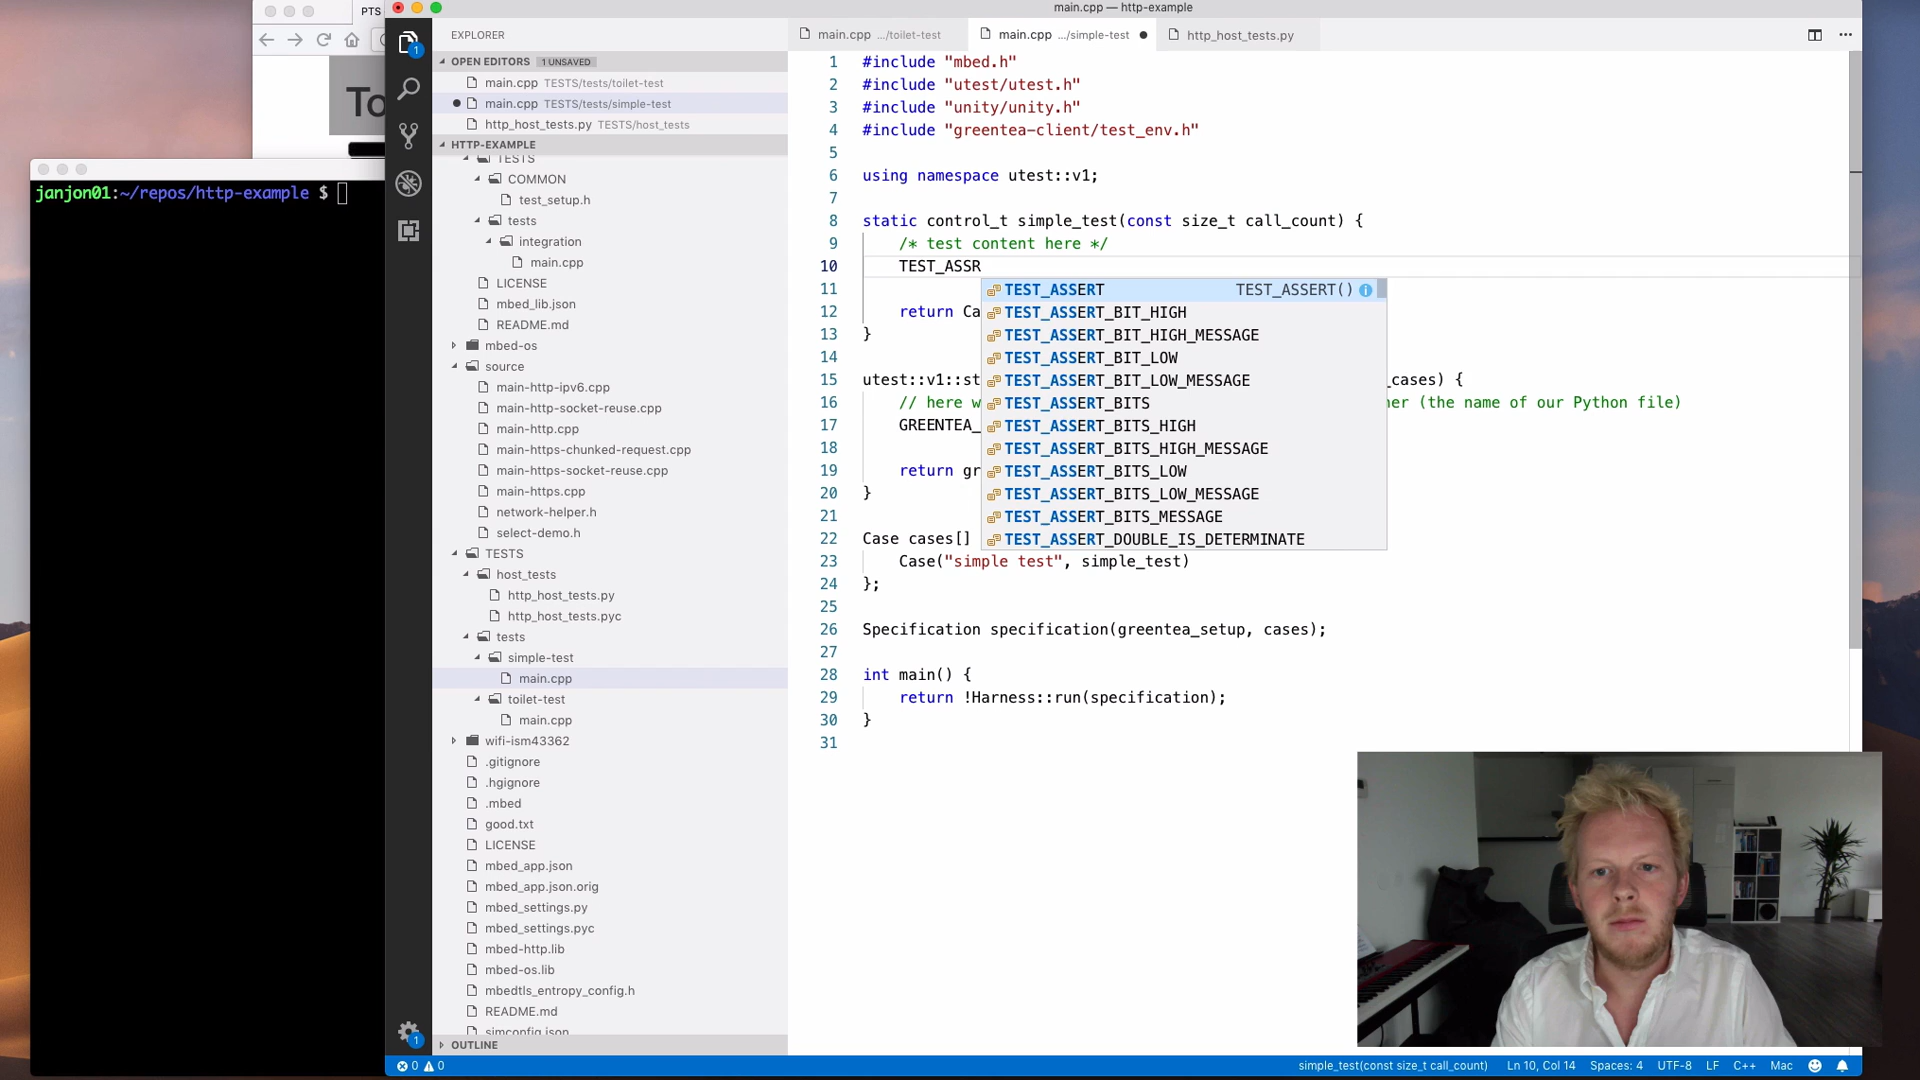 main.cpp — http-example
PTS
To
janjon01:~/repos/http-example $
EXPLORER
OPEN EDITORS 1 UNSAVED
main.cpp TESTS/tests/toilet-test
main.cpp TESTS/tests/simple-test
http_host_tests.py TESTS/host_tests
HTTP-EXAMPLE
TESTS
COMMON
test_setup.h
tests
integration
main.cpp
LICENSE
mbed_lib.json
README.md
mbed-os
source
main-http-ipv6.cpp
main-http-socket-reuse.cpp
main-http.cpp
main-https-chunked-request.cpp
main-https-socket-reuse.cpp
main-https.cpp
network-helper.h
select-demo.h
TESTS
host_tests
http_host_tests.py
http_host_tests.pyc
tests
simple-test
main.cpp
toilet-test
main.cpp
wifi-ism43362
.gitignore
.hgignore
.mbed
good.txt
LICENSE
mbed_app.json
mbed_app.json.orig
mbed_settings.py
mbed_settings.pyc
mbed-http.lib
mbed-os.lib
mbedtls_entropy_config.h
README.md
simconfig.json
OUTLINE
1
1
main.cpp .../toilet-test
main.cpp .../simple-test
http_host_tests.py
1 #include "mbed.h"
2 #include "utest/utest.h"
3 #include "unity/unity.h"
4 #include "greentea-client/test_env.h"
5
6 using namespace utest::v1;
7
8 static control_t simple_test(const size_t call_count) {
9 /* test content here */
10 TEST_ASSR
11
12 return Ca
13 }
14
15 utest::v1::st _cases) {
16 // here w ner (the name of our Python file)
17 GREENTEA_
18
19 return gr
20 }
21
22 Case cases[]
23 Case("simple test", simple_test)
24 };
25
26 Specification specification(greentea_setup, cases);
27
28 int main() {
29 return !Harness::run(specification);
30 }
31
TEST_ASSERT TEST_ASSERT()
TEST_ASSERT_BIT_HIGH
TEST_ASSERT_BIT_HIGH_MESSAGE
TEST_ASSERT_BIT_LOW
TEST_ASSERT_BIT_LOW_MESSAGE
TEST_ASSERT_BITS
TEST_ASSERT_BITS_HIGH
TEST_ASSERT_BITS_HIGH_MESSAGE
TEST_ASSERT_BITS_LOW
TEST_ASSERT_BITS_LOW_MESSAGE
TEST_ASSERT_BITS_MESSAGE
TEST_ASSERT_DOUBLE_IS_DETERMINATE
0 0
simple_test(const size_t call_count) Ln 10, Col 14 Spaces: 4 UTF-8 LF C++ Mac